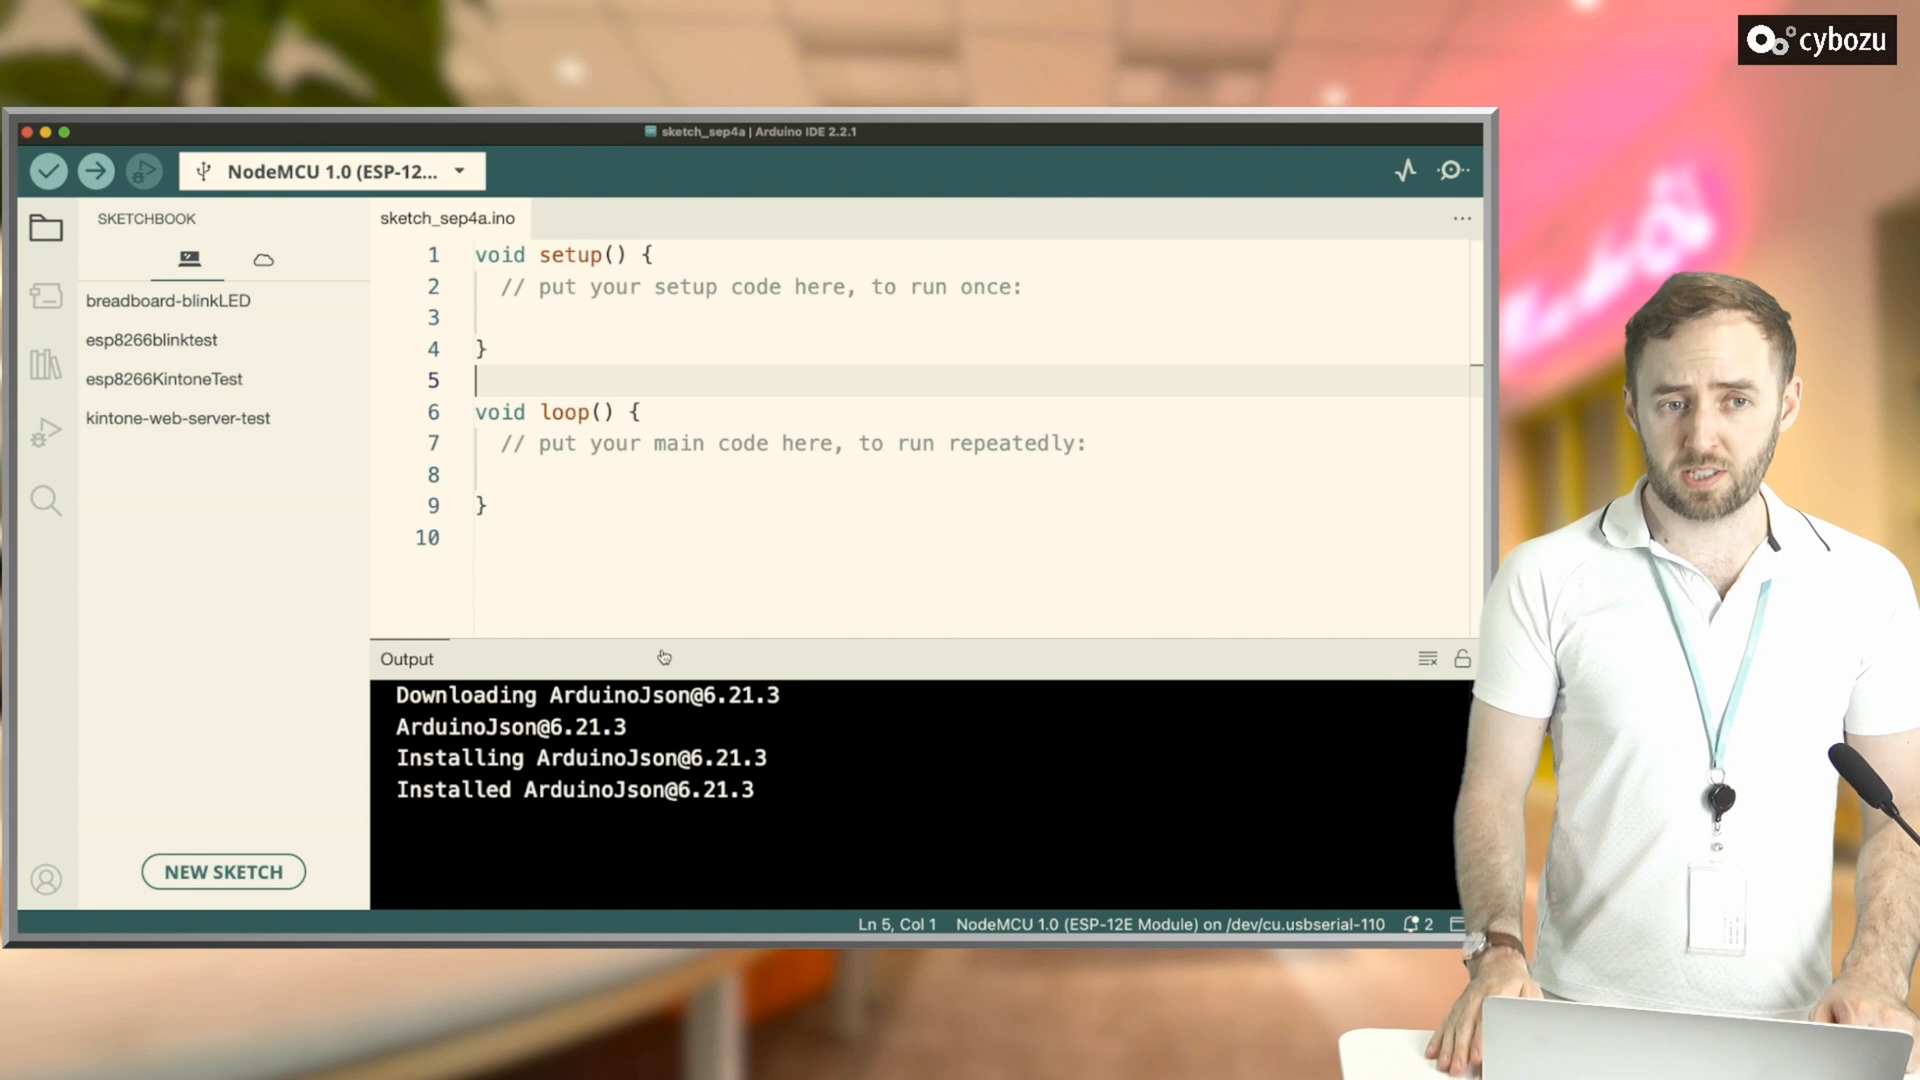 cybozu
sketch_sep4a | Arduino IDE 2.2.1
NodeMCU 1.0 (ESP-12...
SKETCHBOOK
breadboard-blinkLED
esp8266blinktest
esp8266KintoneTest
kintone-web-server-test
NEW SKETCH
sketch_sep4a.ino
1 void setup() {
2 // put your setup code here, to run once:
3
4 }
5
6 void loop() {
7 // put your main code here, to run repeatedly:
8
9 }
10
Output
Downloading ArduinoJson@6.21.3
ArduinoJson@6.21.3
Installing ArduinoJson@6.21.3
Installed ArduinoJson@6.21.3
Ln 5, Col 1 NodeMCU 1.0 (ESP-12E Module) on /dev/cu.usbserial-110 2